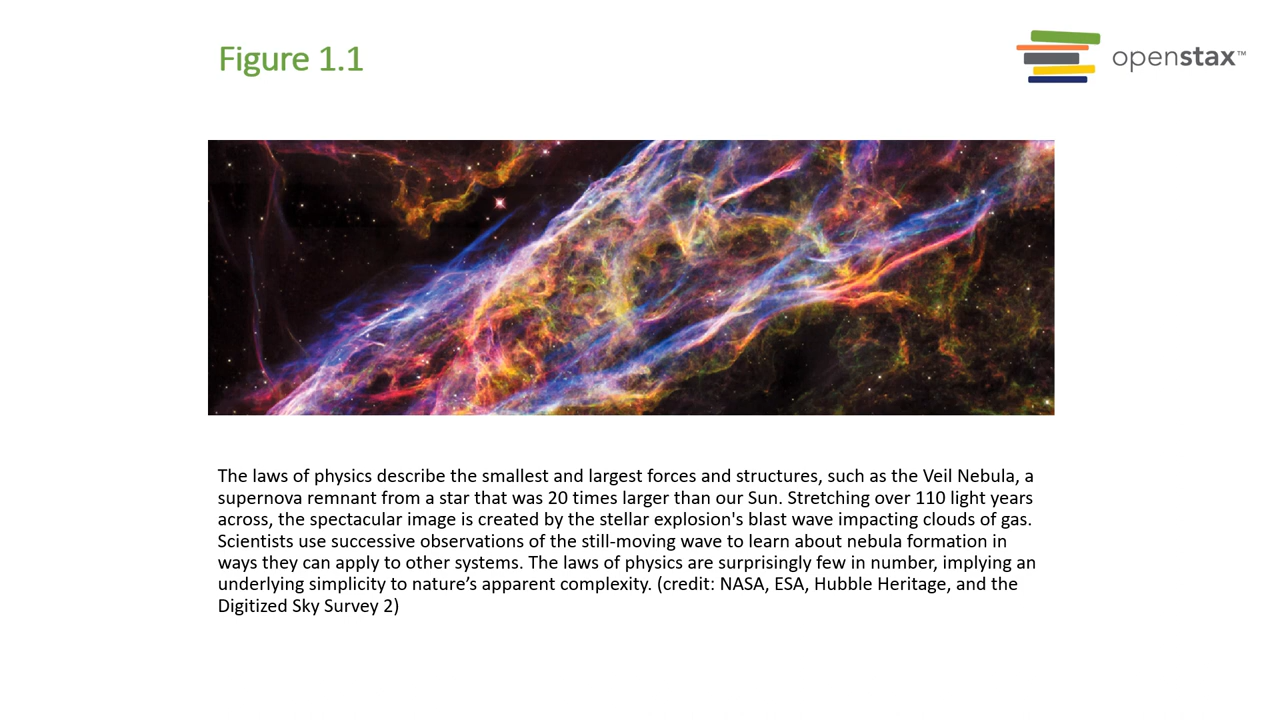 Figure 1.1
openstax™
The laws of physics describe the smallest and largest forces and structures, such as the Veil Nebula, a
supernova remnant from a star that was 20 times larger than our Sun. Stretching over 110 light years
across, the spectacular image is created by the stellar explosion's blast wave impacting clouds of gas.
Scientists use successive observations of the still-moving wave to learn about nebula formation in
ways they can apply to other systems. The laws of physics are surprisingly few in number, implying an
underlying simplicity to nature’s apparent complexity. (credit: NASA, ESA, Hubble Heritage, and the
Digitized Sky Survey 2)